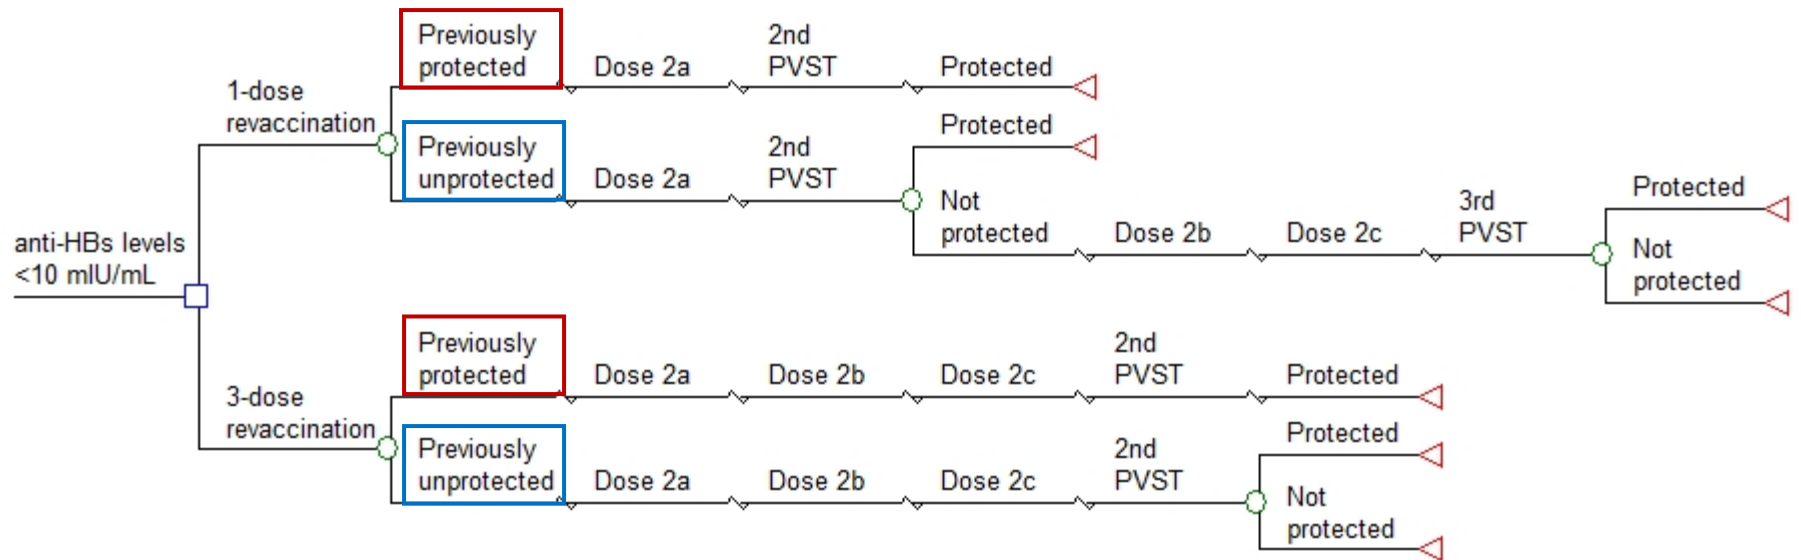 anti-HBs levels
<10 mIU/mL
1-dose
revaccination
Previously
protected
Dose 2a
2nd
PVST
Protected
Previously
unprotected
Dose 2a
2nd
PVST
Protected
Not
protected
Dose 2b
Dose 2c
3rd
PVST
Protected
Not
protected
3-dose
revaccination
Previously
protected
Dose 2a
Dose 2b
Dose 2c
2nd
PVST
Protected
Previously
unprotected
Dose 2a
Dose 2b
Dose 2c
2nd
PVST
Protected
Not
protected